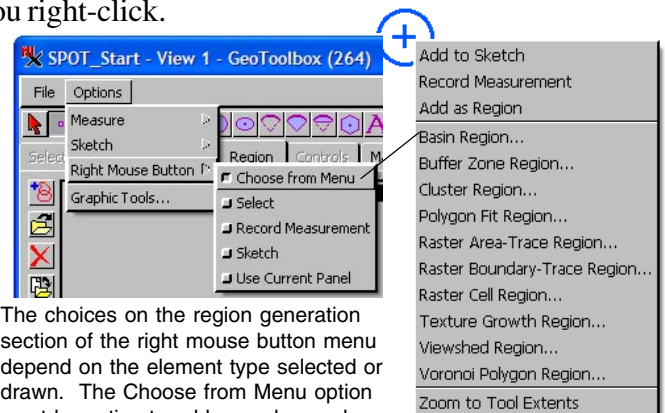 ou right-click.
SPOT_Start - View 1 - GeoToolbox (264)
File Options
Measure
Sketch
Right Mouse Button
Graphic Tools...
Region Controls
Choose from Menu
Select
Record Measurement
Sketch
Use Current Panel
The choices on the region generation
section of the right mouse button menu
depend on the element type selected or
drawn. The Choose from Menu option
Add to Sketch
Record Measurement
Add as Region
Basin Region...
Buffer Zone Region...
Cluster Region...
Polygon Fit Region...
Raster Area-Trace Region...
Raster Boundary-Trace Region...
Raster Cell Region...
Texture Growth Region...
Viewshed Region...
Voronoi Polygon Region...
Zoom to Tool Extents